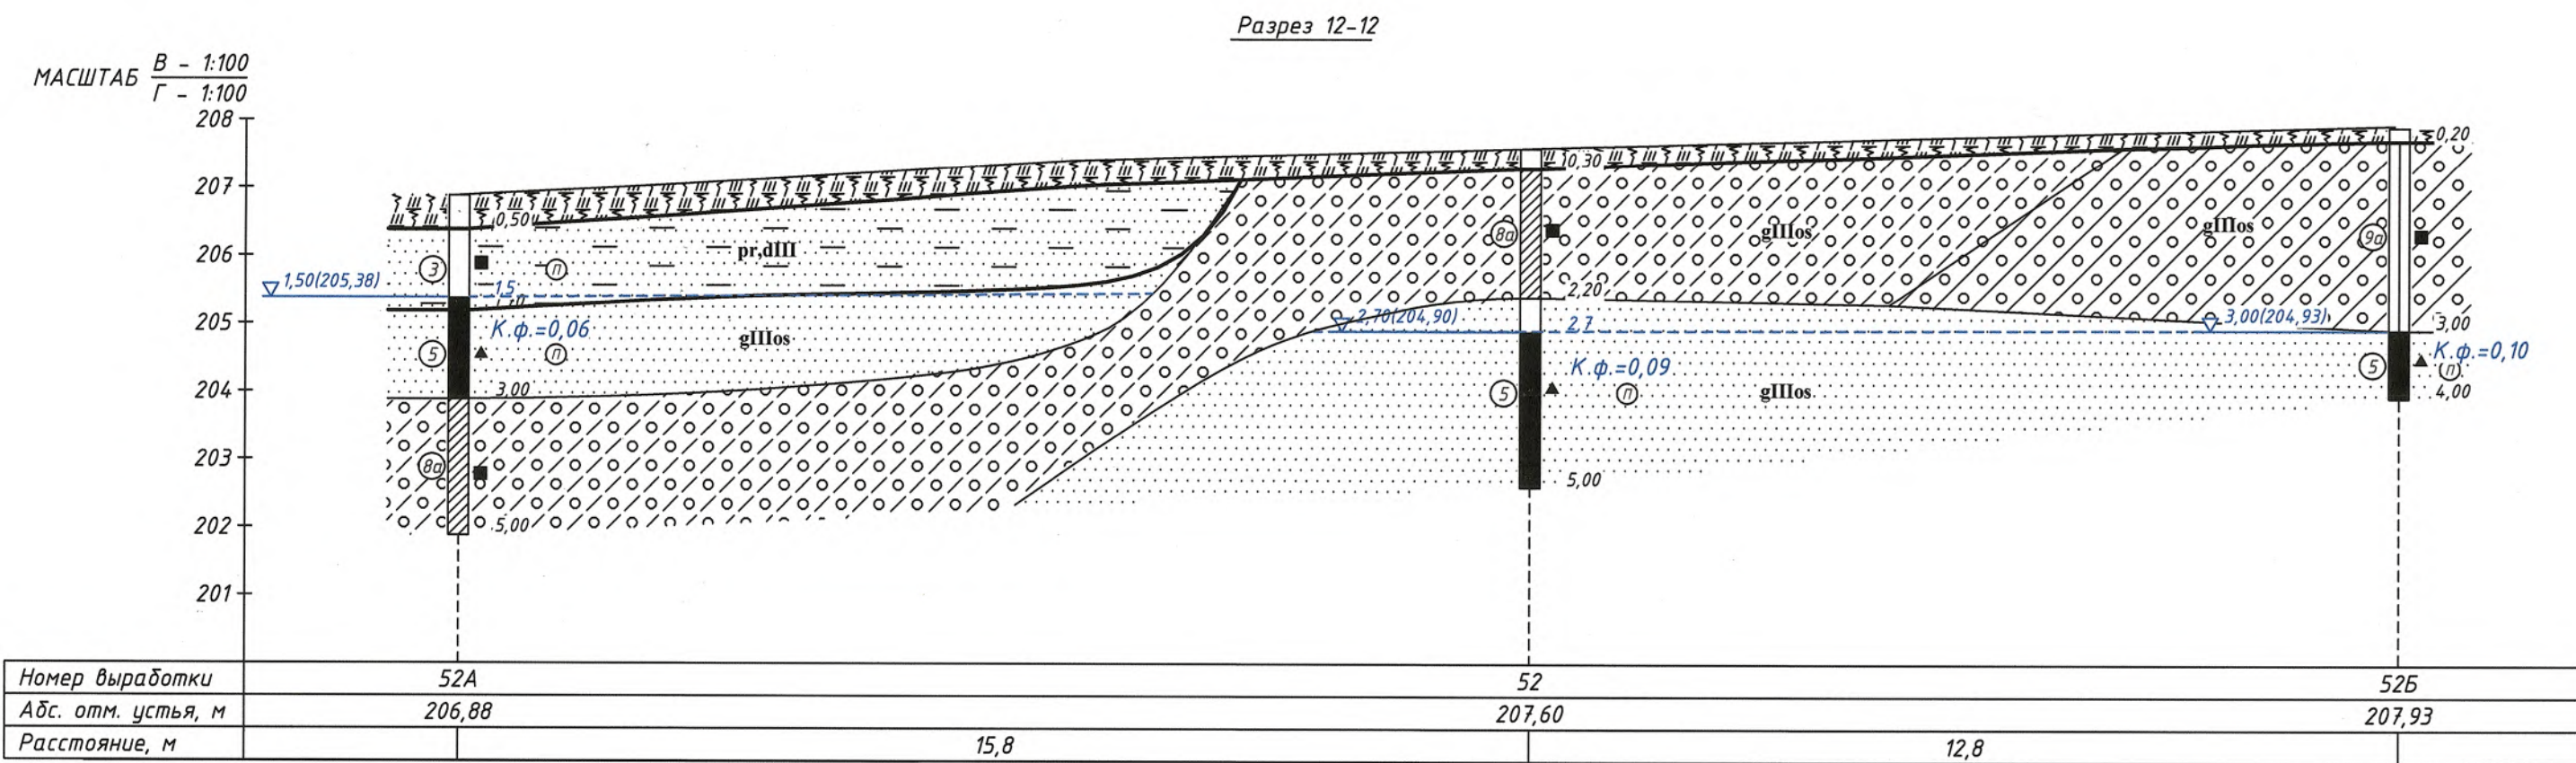 Разрез 12-12
МАСШТАБ В - 1:100
Г - 1:100
208
207
206
205
204
203
202
201
0,50
3
п
pr,dIII
1,50(205,38)
1,5
К.ф.=0,06
5
п
gIIIos
3,00
8а
5,00
0,30
8а
gIIIos
2,20
2,70(204,90)
2,7
К.ф.=0,09
5
п
gIIIos
5,00
0,20
gIIIos
9а
3,00(204,93)
3,00
К.ф.=0,10
5
п
4,00
Номер выработки 52А 52 52Б
Абс. отм. устья, м 206,88 207,60 207,93
Расстояние, м 15,8 12,8